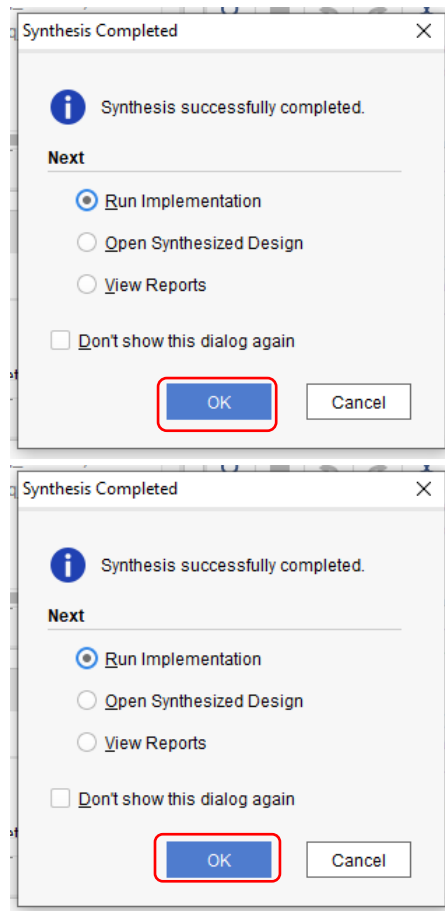 Synthesis Completed
Synthesis successfully completed.
Next
Run Implementation
Open Synthesized Design
View Reports
Don't show this dialog again
OK Cancel
Synthesis Completed
Synthesis successfully completed.
Next
Run Implementation
Open Synthesized Design
View Reports
Don't show this dialog again
OK Cancel